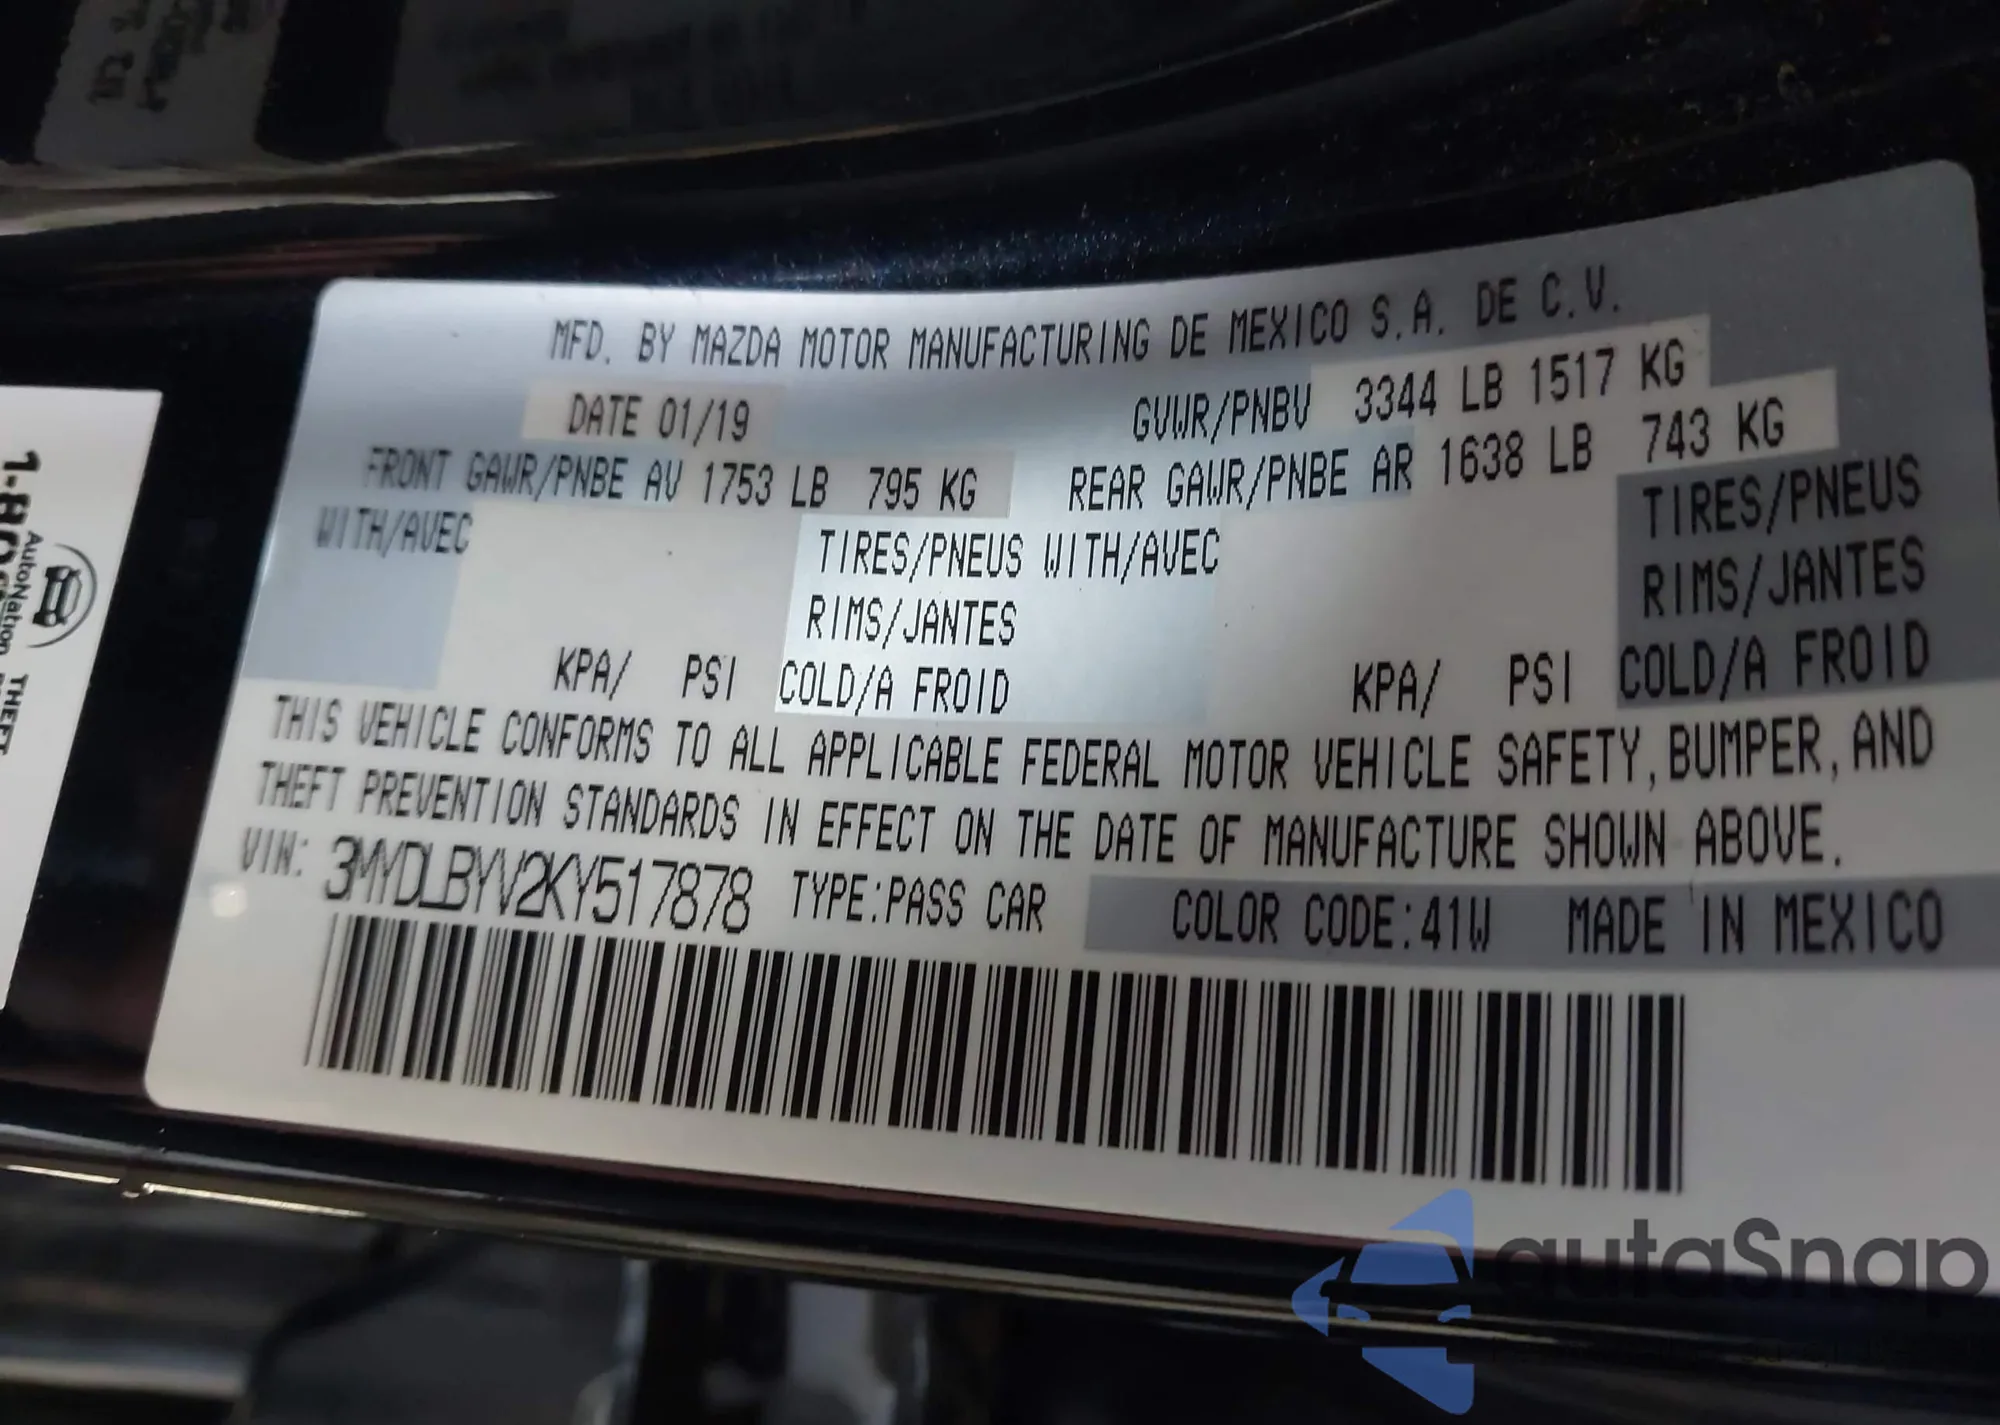 MFD. BY MAZDA MOTOR MANUFACTURING DE MEXICO S.A. DE C.V.
DATE 01/19 GVWR/PNBV 3344 LB 1517 KG
FRONT GAWR/PNBE AV 1753 LB 795 KG REAR GAWR/PNBE AR 1638 LB 743 KG
WITH/AVEC TIRES/PNEUS WITH/AVEC TIRES/PNEUS
RIMS/JANTES RIMS/JANTES
KPA/ PSI COLD/A FROID KPA/ PSI COLD/A FROID
THIS VEHICLE CONFORMS TO ALL APPLICABLE FEDERAL MOTOR VEHICLE SAFETY, BUMPER, AND
THEFT PREVENTION STANDARDS IN EFFECT ON THE DATE OF MANUFACTURE SHOWN ABOVE.
VIN: 3MYDLBYV2KY517878 TYPE:PASS CAR COLOR CODE:41W MADE IN MEXICO
AutoNation
THEFT
autaSnap